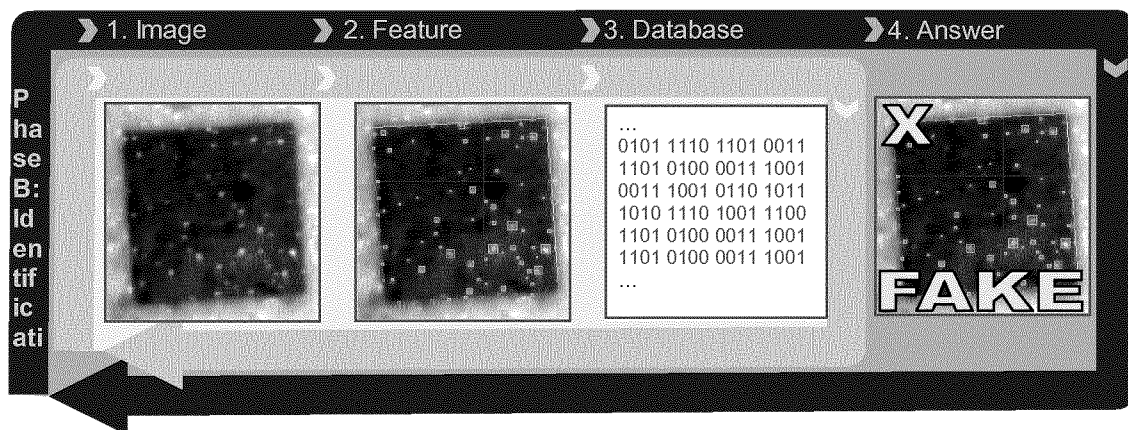 1. Image
2. Feature
3. Database
4. Answer
P
ha
se
B:
Id
en
tif
ic
ati
...
0101 1110 1101 0011
1101 0100 0011 1001
0011 1001 0110 1011
1010 1110 1001 1100
1101 0100 0011 1001
1101 0100 0011 1001
...
X
FAKE